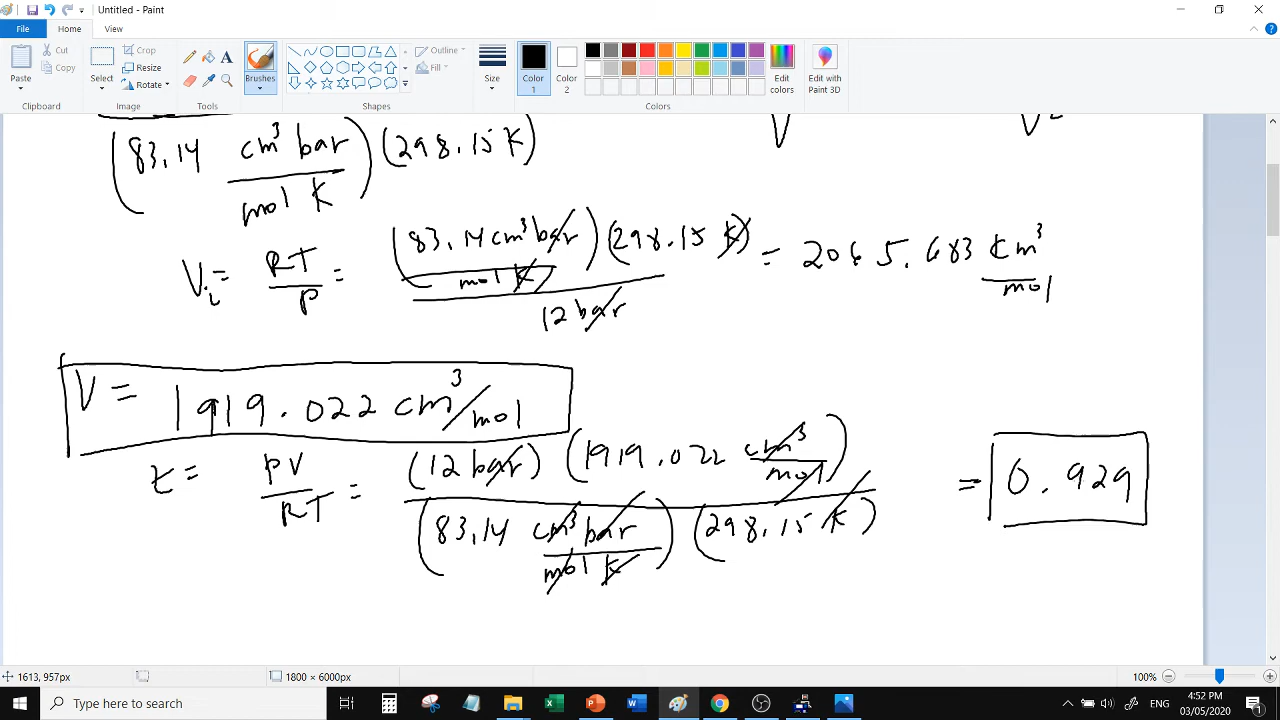 Untitled - Paint
File Home View
Paste Cut Copy Clipboard
Select Crop Resize Rotate Image
Tools
Brushes
Outline Fill Shapes
Size
Color 1 Color 2 Edit colors Edit with Paint 3D Colors
V V
(83.14 cm³ bar / mol K)(298.15 K)
Vᵢ = RT/P = (83.14 cm³ bar / mol K)(298.15 K) / 12 bar = 2065.683 cm³/mol
V = 1919.022 cm³/mol
z = PV/RT = (12 bar)(1919.022 cm³/mol) / (83.14 cm³ bar / mol K)(298.15 K) = 0.929
1613, 957px 1800 × 6000px 100%
Type here to search ENG 4:52 PM 03/05/2020